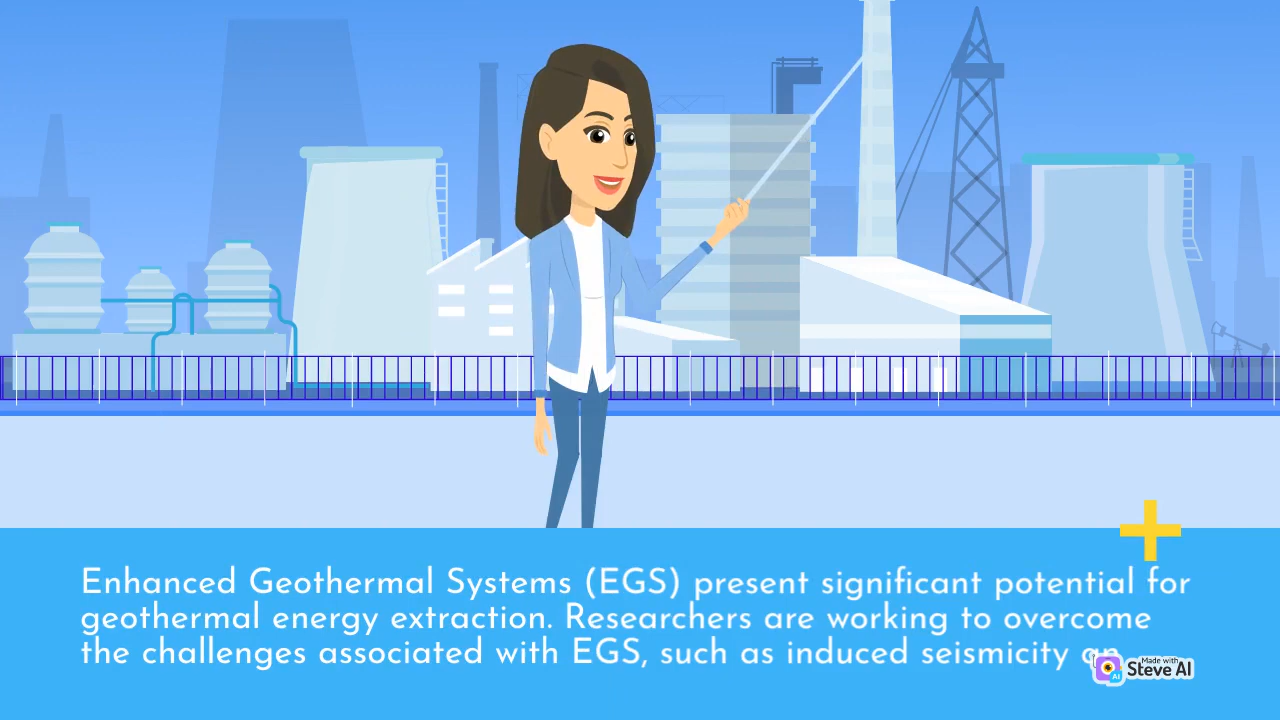 Enhanced Geothermal Systems (EGS) present significant potential for
geothermal energy extraction. Researchers are working to overcome
the challenges associated with EGS, such as induced seismicity
Made with
Steve AI
AI